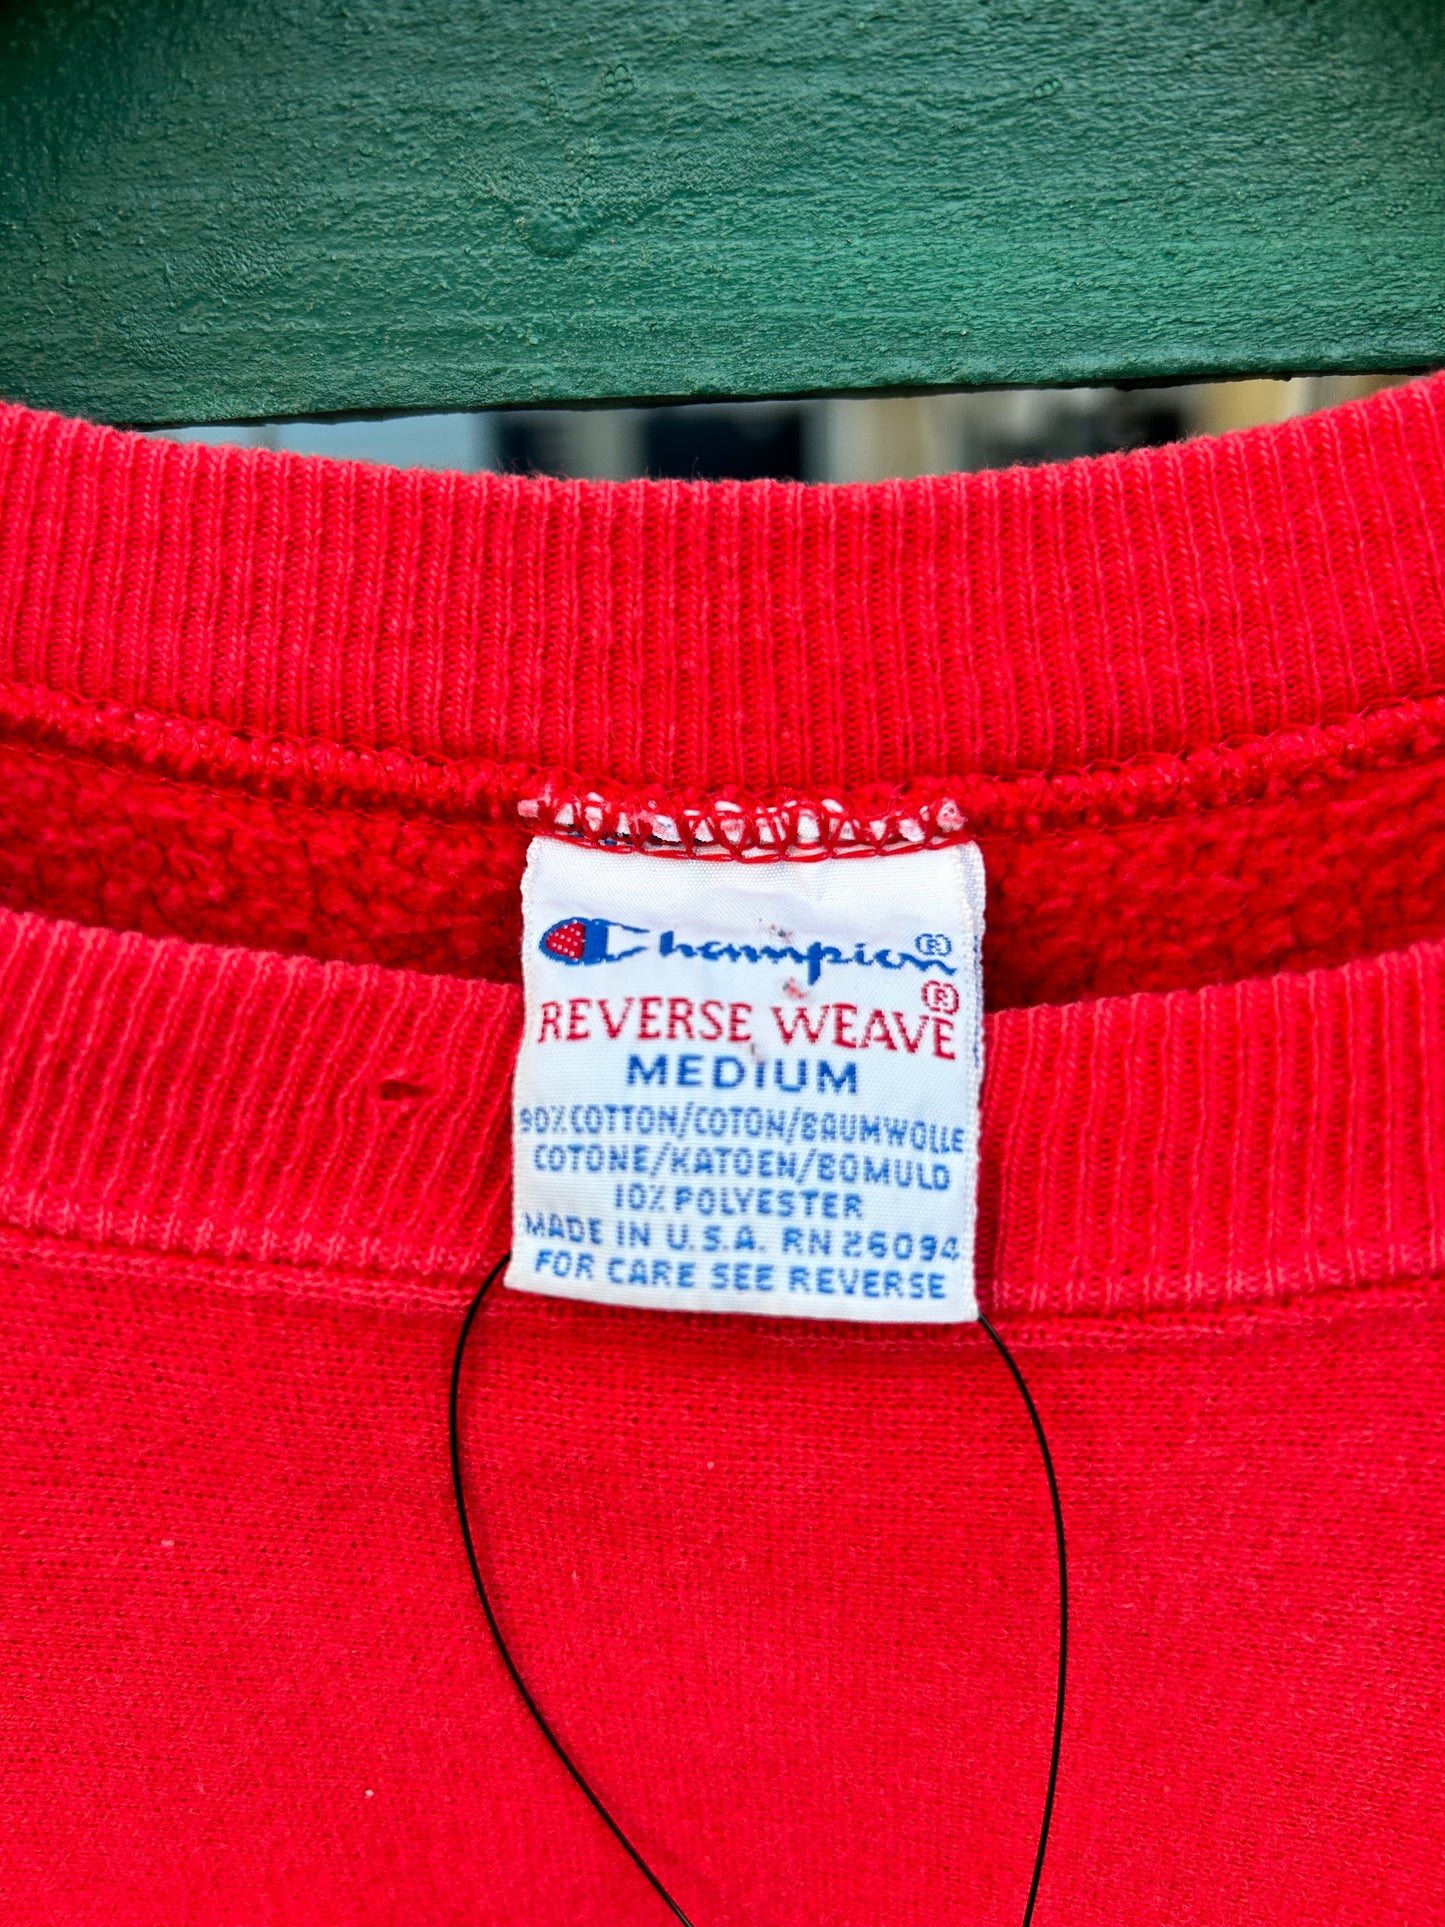 Champion®
REVERSE WEAVE®
MEDIUM
90% COTTON/COTON/BAUMWOLLE
COTONE/KATOEN/BOMULD
10% POLYESTER
MADE IN U.S.A. RN 26094
FOR CARE SEE REVERSE